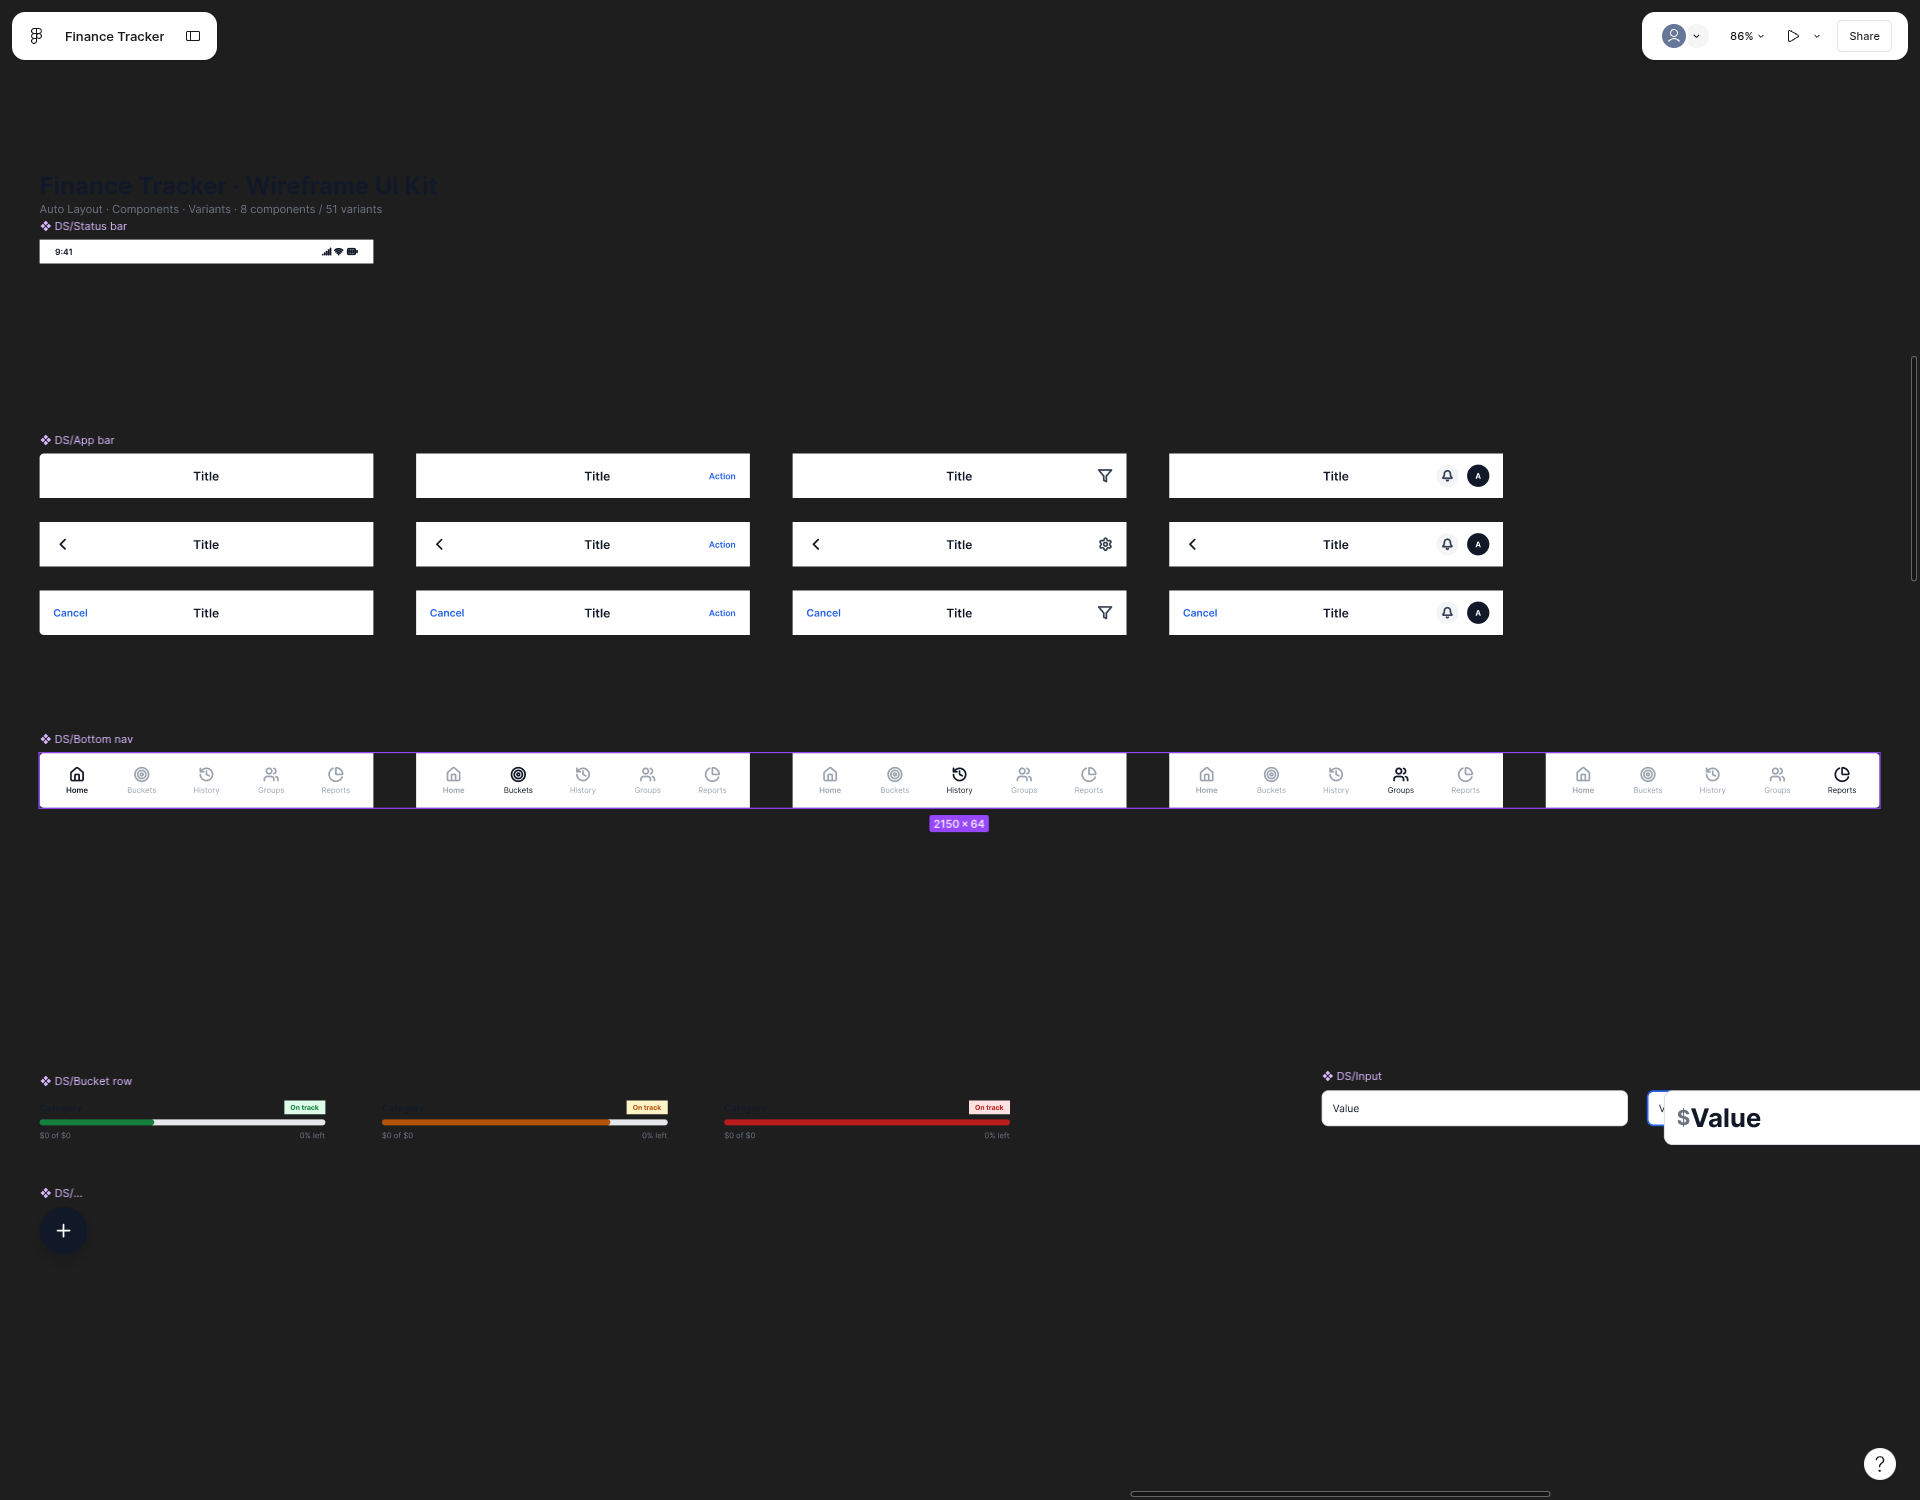 Finance Tracker
86%
Share
Finance Tracker · Wireframe UI Kit
Auto Layout · Components · Variants · 8 components / 51 variants
DS/Status bar
9:41
DS/App bar
Title
Title Action
Title
Title A
Title
Title Action
Title
Title A
Cancel Title
Cancel Title Action
Cancel Title
Cancel Title A
DS/Bottom nav
Home Buckets History Groups Reports
Home Buckets History Groups Reports
Home Buckets History Groups Reports
Home Buckets History Groups Reports
Home Buckets History Groups Reports
2150 × 64
DS/Bucket row
Category On track
$0 of $0 0% left
Category On track
$0 of $0 0% left
Category On track
$0 of $0 0% left
DS/Input
Value
$Value
DS/...
?